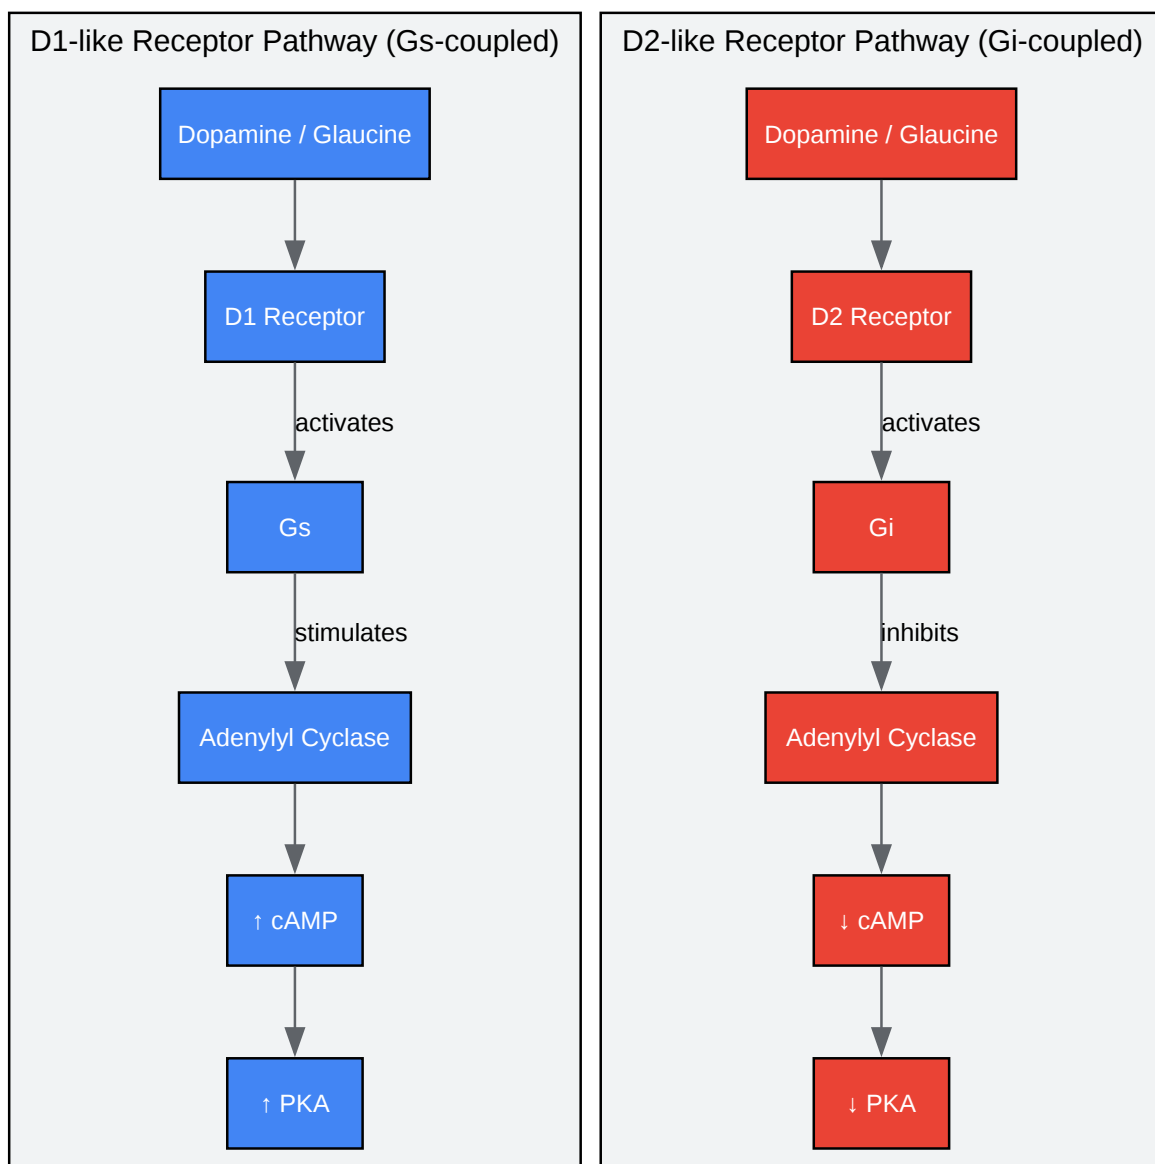 D1-like Receptor Pathway (Gs-coupled)
Dopamine / Glaucine
D1 Receptor
activates
Gs
stimulates
Adenylyl Cyclase
↑ cAMP
↑ PKA
D2-like Receptor Pathway (Gi-coupled)
Dopamine / Glaucine
D2 Receptor
activates
Gi
inhibits
Adenylyl Cyclase
↓ cAMP
↓ PKA